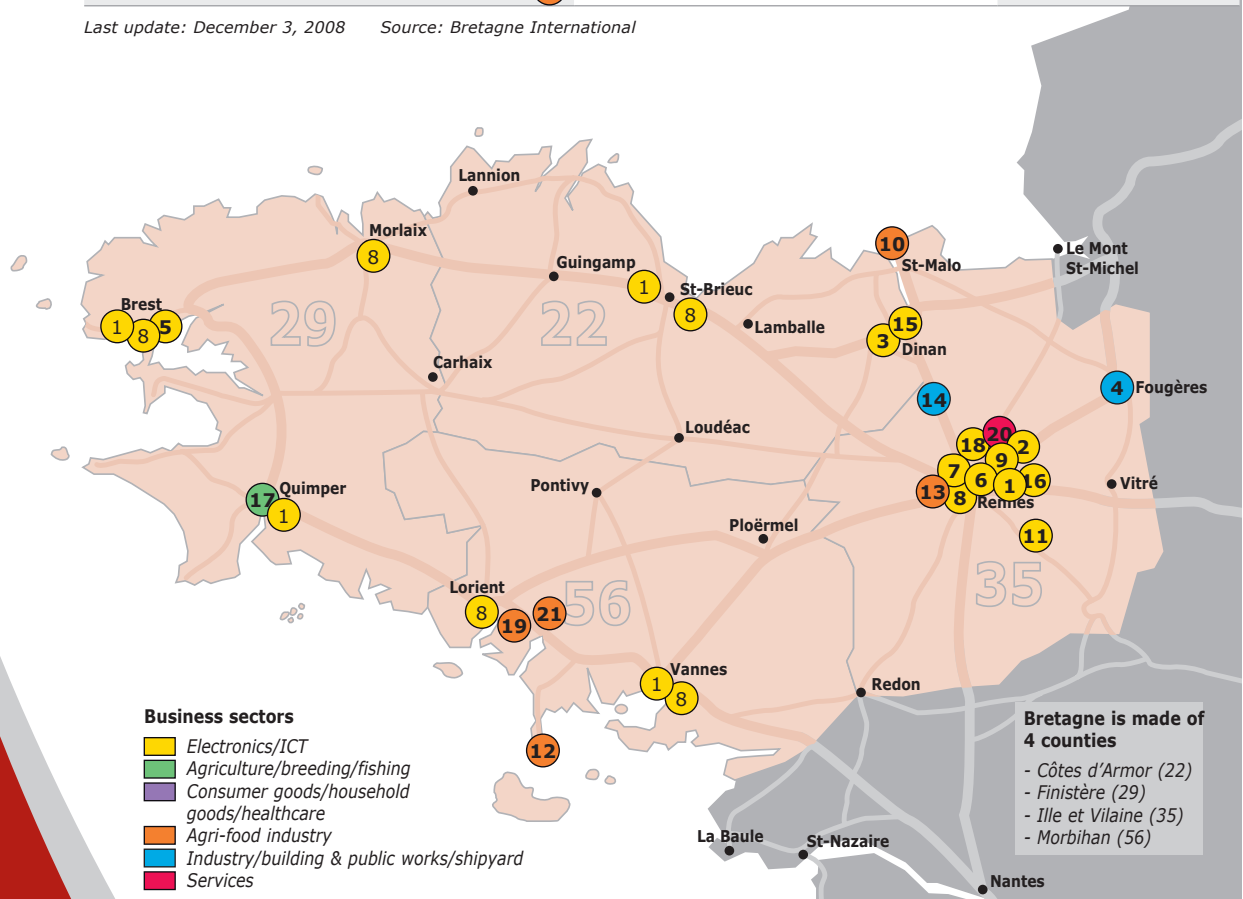 Last update: December 3, 2008 Source: Bretagne International
Lannion
Morlaix
8
10
Le Mont
St-Michel
Guingamp
St-Malo
1
St-Brieuc
8
Brest
1
8
5
29
22
Lamballe
15
3
Dinan
Carhaix
14
4
Fougères
Loudéac
20
18
2
9
7
6
1
16
13
8
Rennes
Vitré
Pontivy
17
Quimper
1
Ploërmel
11
35
Lorient
8
19
21
56
Vannes
1
8
Redon
12
Business sectors
Electronics/ICT
Agriculture/breeding/fishing
Consumer goods/household
goods/healthcare
Agri-food industry
Industry/building & public works/shipyard
Services
Bretagne is made of
4 counties
- Côtes d'Armor (22)
- Finistère (29)
- Ille et Vilaine (35)
- Morbihan (56)
La Baule
St-Nazaire
Nantes